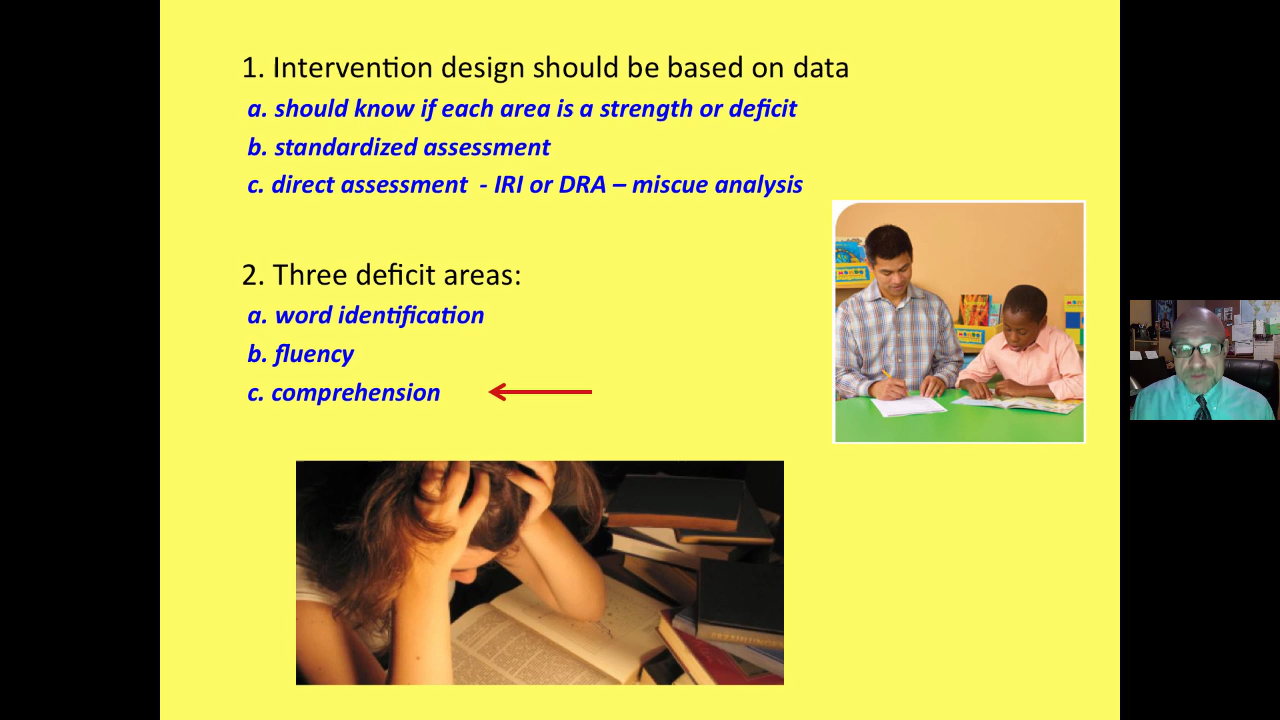 1. Intervention design should be based on data
a. should know if each area is a strength or deficit
b. standardized assessment
c. direct assessment - IRI or DRA – miscue analysis
2. Three deficit areas:
a. word identification
b. fluency
c. comprehension